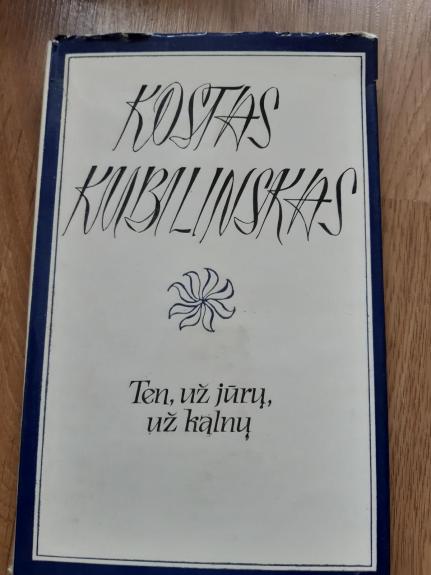 KOSTAS
KUBILINSKAS
Ten, už jūrų,
už kalnų